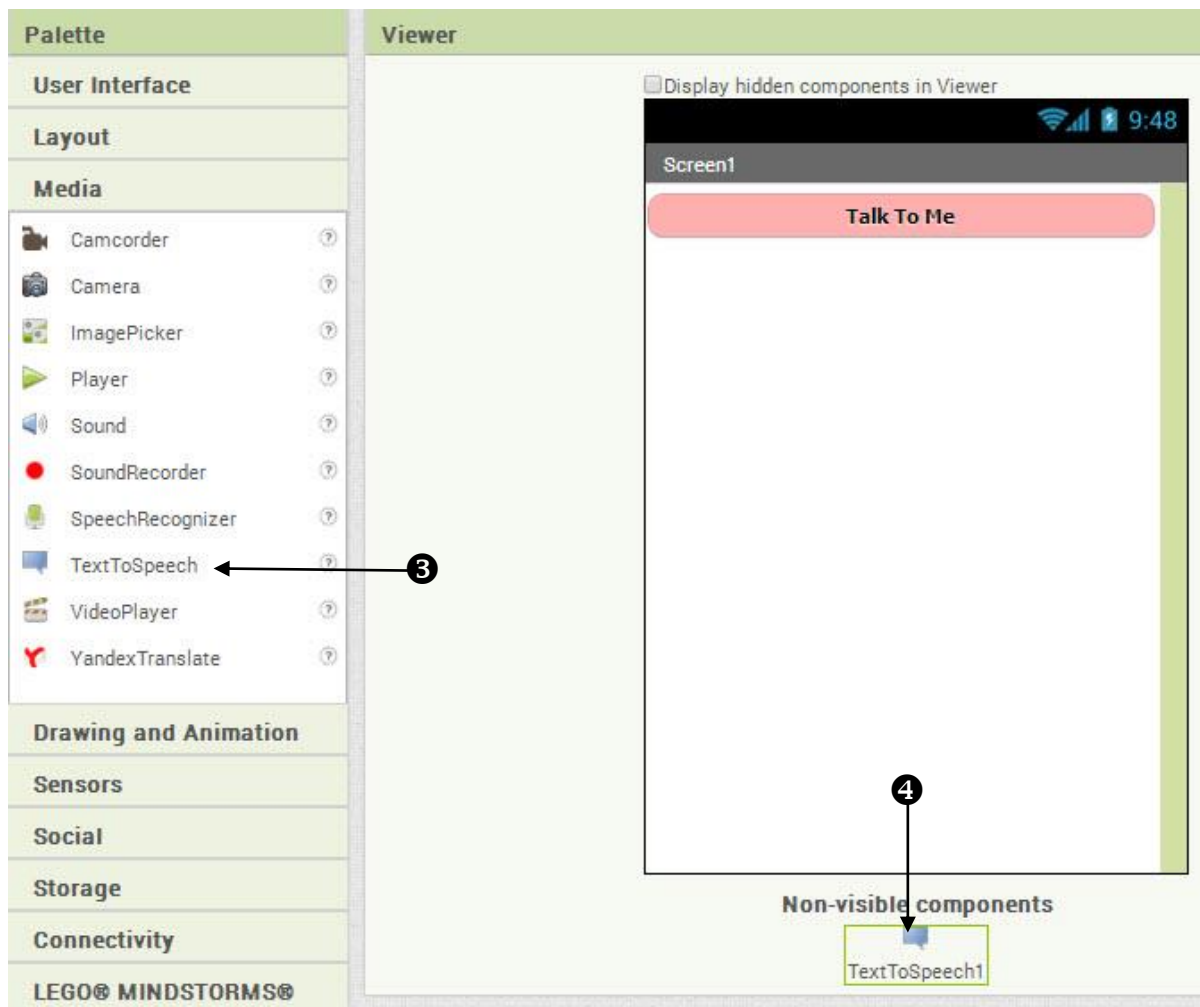 Palette
User Interface
Layout
Media
Camcorder ?
Camera ?
ImagePicker ?
Player ?
Sound ?
SoundRecorder ?
SpeechRecognizer ?
TextToSpeech ?
VideoPlayer ?
YandexTranslate ?
Drawing and Animation
Sensors
Social
Storage
Connectivity
LEGO® MINDSTORMS®
Viewer
Display hidden components in Viewer
9:48
Screen1
Talk To Me
❸
❹
Non-visible components
TextToSpeech1